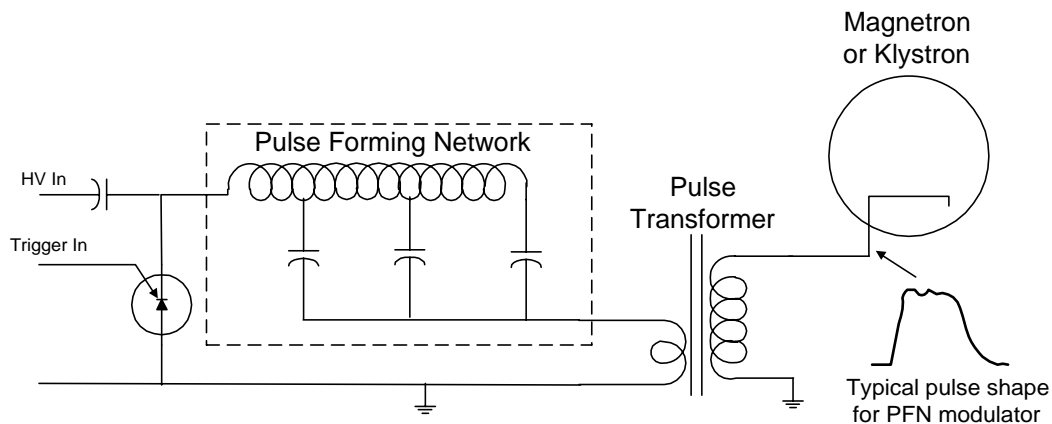 Magnetron
or Klystron
Pulse Forming Network
HV In
Pulse
Transformer
Trigger In
Typical pulse shape
for PFN modulator